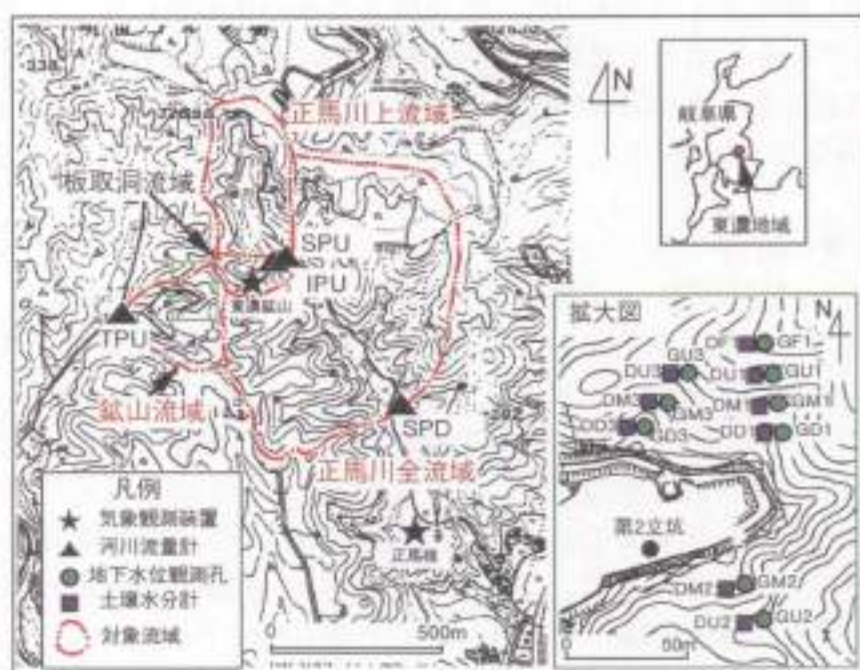 正馬川上流域
板取洞流域
SPU
IPU
東濃鉱山
TPU
鉱山流域
SPD
正馬川全流域
正馬様
凡例
気象観測装置
河川流量計
地下水位観測孔
土壌水分計
対象流域
0 500m
N
岐阜県
東濃地域
拡大図
N
DF1 GF1
GU3
DU3 DU1 GU1
DM3 GM3 DM1 GM1
DD3 GD3 DD1 GD1
第2立坑
DM2 GM2
DU2 GU2
0 50m